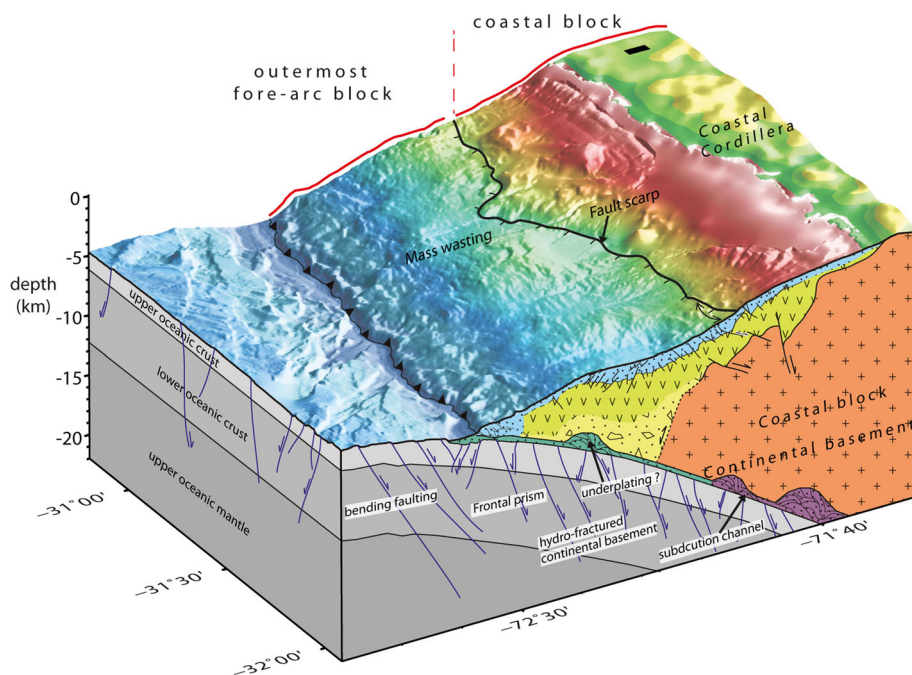 coastal block
outermost
fore-arc block
Coastal
Cordillera
Fault scarp
Mass wasting
0
-5
depth
(km)
-10
-15
-20
upper oceanic crust
lower oceanic crust
upper oceanic mantle
Coastal block
Continental basement
bending faulting
Frontal prism
underplating ?
hydro-fractured
continental basement
subdcution channel
-31°00'
-31°30'
-32°00'
-72°30'
-71°40'